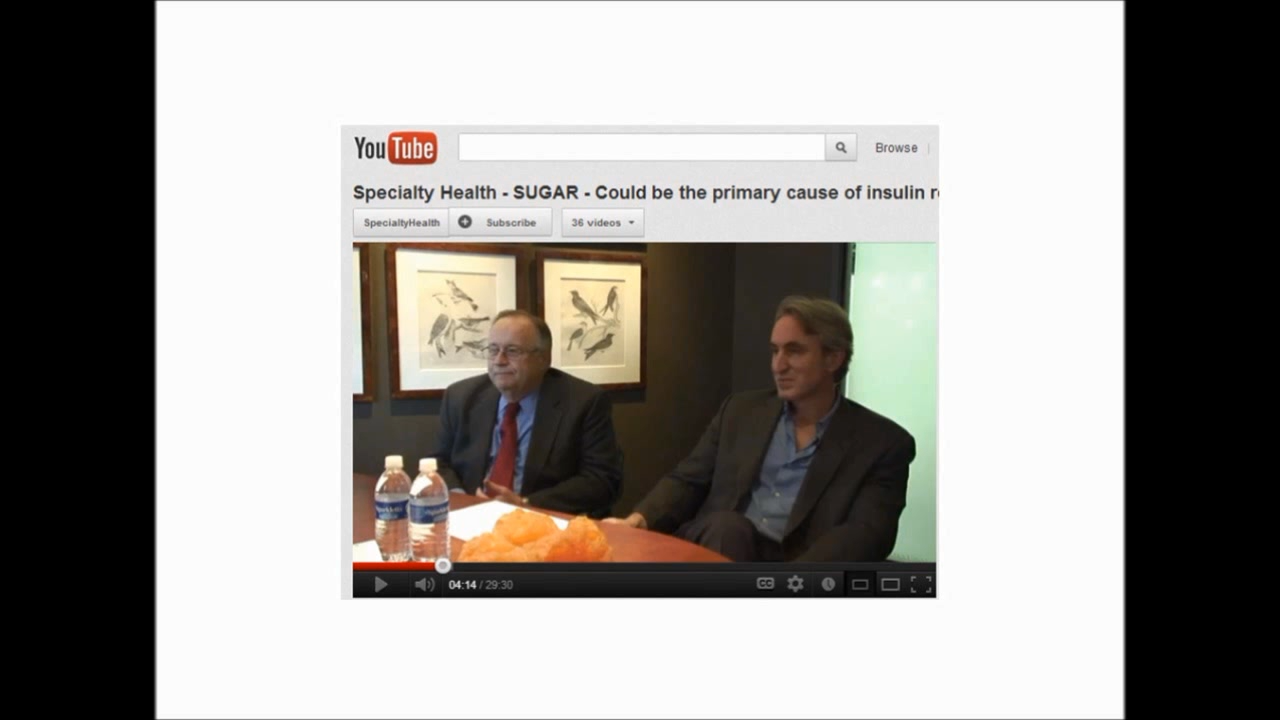 YouTube
Browse
Specialty Health - SUGAR - Could be the primary cause of insulin r
SpecialtyHealth
Subscribe
36 videos
04:14 / 29:30
CC